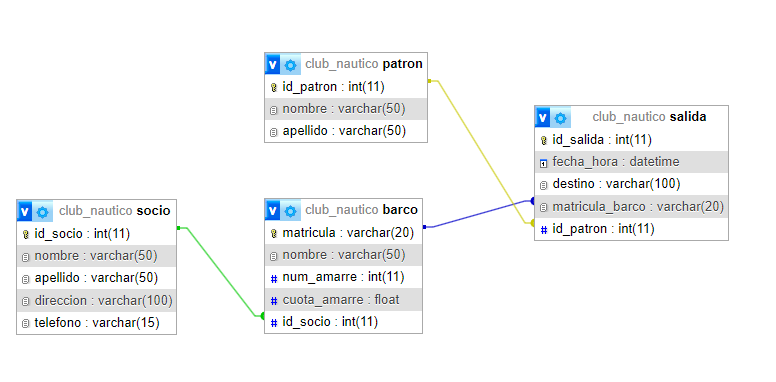 club_nautico patron
id_patron : int(11)
nombre : varchar(50)
apellido : varchar(50)
club_nautico salida
id_salida : int(11)
fecha_hora : datetime
destino : varchar(100)
matricula_barco : varchar(20)
id_patron : int(11)
club_nautico socio
id_socio : int(11)
nombre : varchar(50)
apellido : varchar(50)
direccion : varchar(100)
telefono : varchar(15)
club_nautico barco
matricula : varchar(20)
nombre : varchar(50)
num_amarre : int(11)
cuota_amarre : float
id_socio : int(11)